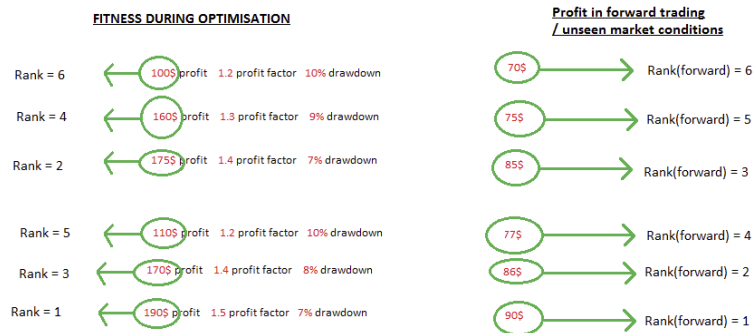 FITNESS DURING OPTIMISATION
Profit in forward trading
/ unseen market conditions
Rank = 6 100$ profit 1.2 profit factor 10% drawdown 70$ Rank(forward) = 6
Rank = 4 160$ profit 1.3 profit factor 9% drawdown 75$ Rank(forward) = 5
Rank = 2 175$ profit 1.4 profit factor 7% drawdown 85$ Rank(forward) = 3
Rank = 5 110$ profit 1.2 profit factor 10% drawdown 77$ Rank(forward) = 4
Rank = 3 170$ profit 1.4 profit factor 8% drawdown 86$ Rank(forward) = 2
Rank = 1 190$ profit 1.5 profit factor 7% drawdown 90$ Rank(forward) = 1